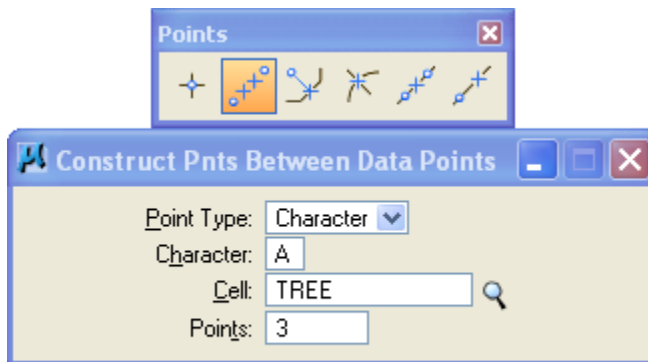 Points
Construct Pnts Between Data Points
Point Type: Character
Character: A
Cell: TREE
Points: 3